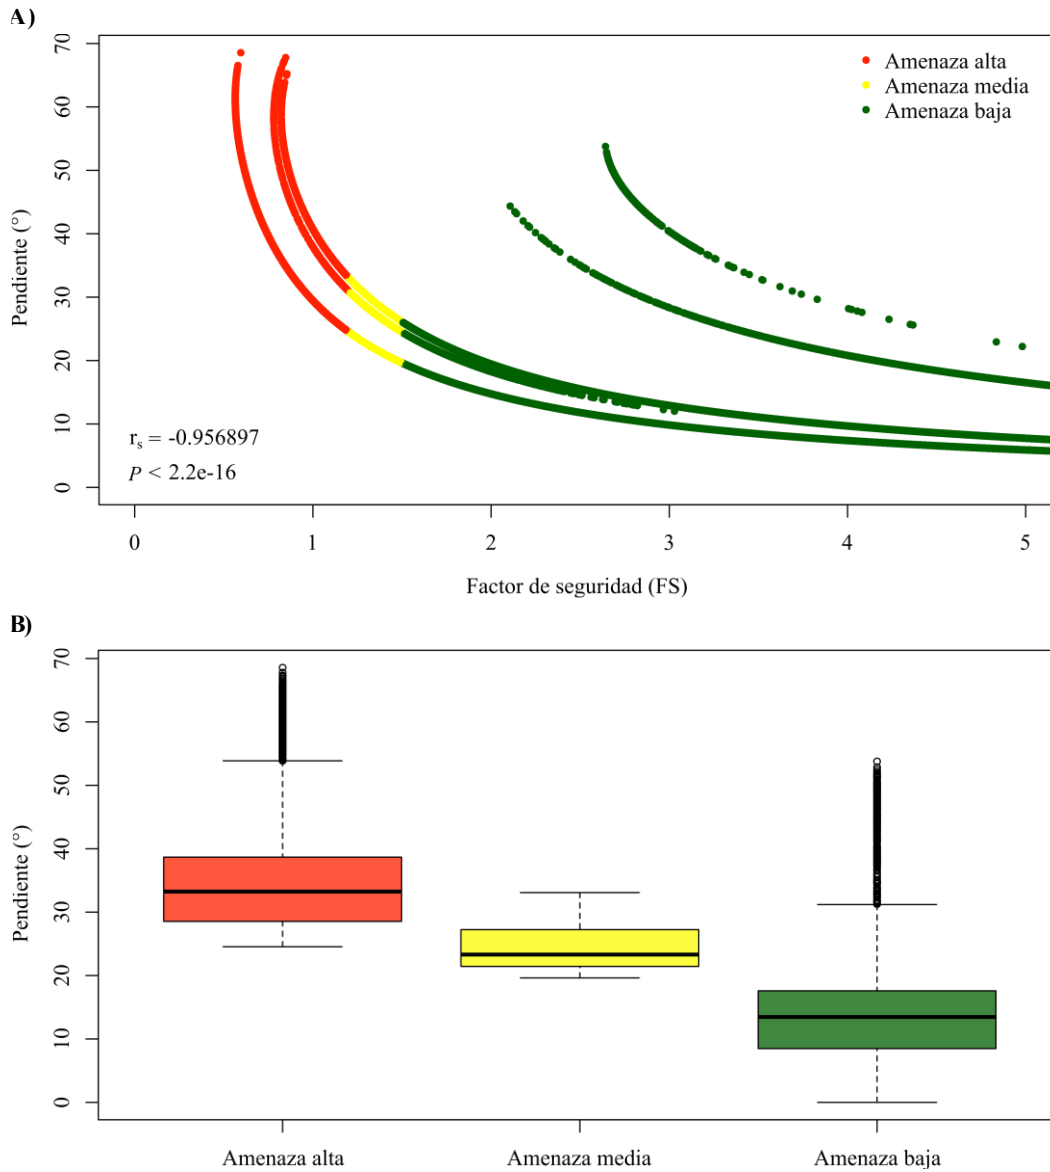 A)
70
60
50
40
30
20
10
0
Pendiente (°)
Amenaza alta
Amenaza media
Amenaza baja
rs = -0.956897
P < 2.2e-16
0 1 2 3 4 5
Factor de seguridad (FS)
B)
70
60
50
40
30
20
10
0
Pendiente (°)
Amenaza alta Amenaza media Amenaza baja